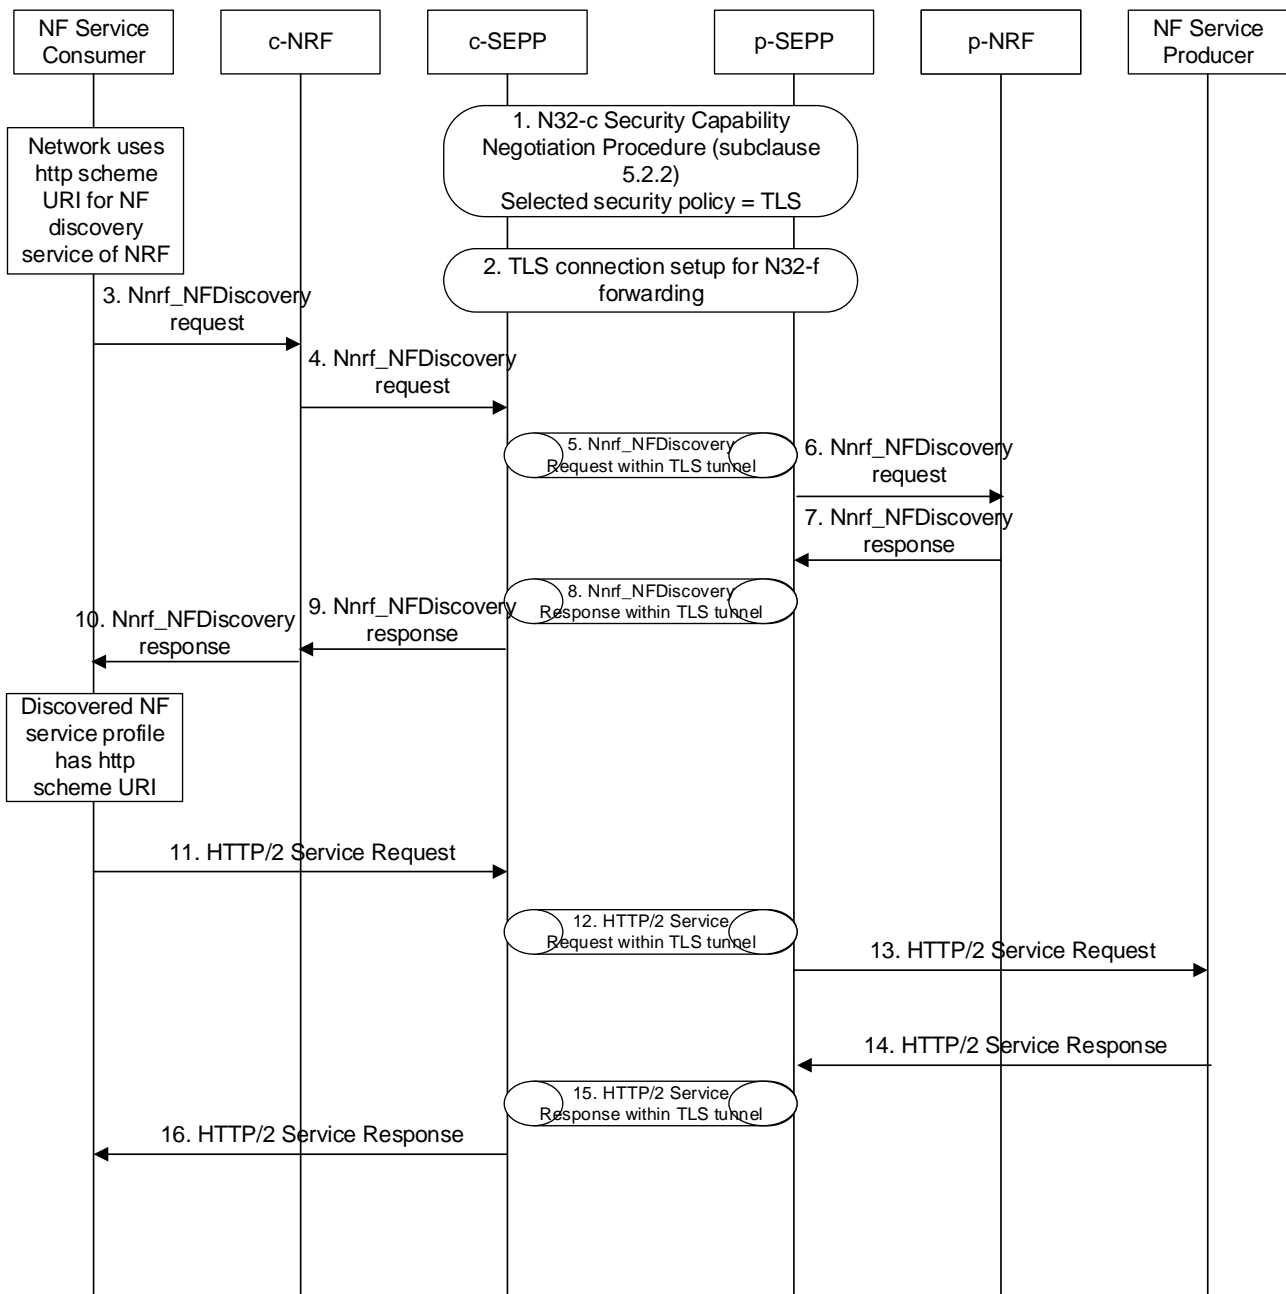 NF Service
Consumer
c-NRF
c-SEPP
p-SEPP
p-NRF
NF Service
Producer
1. N32-c Security Capability
Negotiation Procedure (subclause
5.2.2)
Selected security policy = TLS
Network uses
http scheme
URI for NF
discovery
service of NRF
2. TLS connection setup for N32-f
forwarding
3. Nnrf_NFDiscovery
request
4. Nnrf_NFDiscovery
request
5. Nnrf_NFDiscovery
Request within TLS tunnel
6. Nnrf_NFDiscovery
request
7. Nnrf_NFDiscovery
response
8. Nnrf_NFDiscovery
Response within TLS tunnel
9. Nnrf_NFDiscovery
response
10. Nnrf_NFDiscovery
response
Discovered NF
service profile
has http
scheme URI
11. HTTP/2 Service Request
12. HTTP/2 Service
Request within TLS tunnel
13. HTTP/2 Service Request
14. HTTP/2 Service Response
15. HTTP/2 Service
Response within TLS tunnel
16. HTTP/2 Service Response